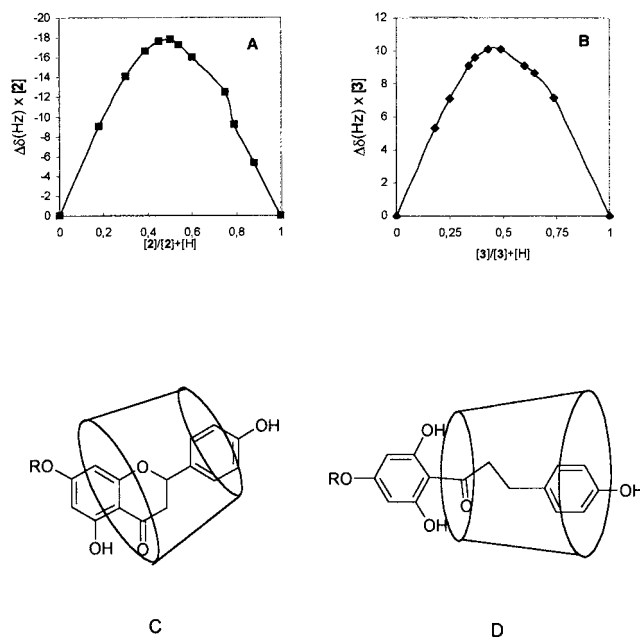 A
Δδ(Hz) x [2]
-20
-18
-16
-14
-12
-10
-8
-6
-4
-2
0
0 0,2 0,4 0,6 0,8 1
[2]/[2]+[H]
B
Δδ(Hz) x [3]
12
10
8
6
4
2
0
0 0,25 0,5 0,75 1
[3]/[3]+[H]
OH
RO
O
OH
O
C
OH
RO
O
OH
OH
D